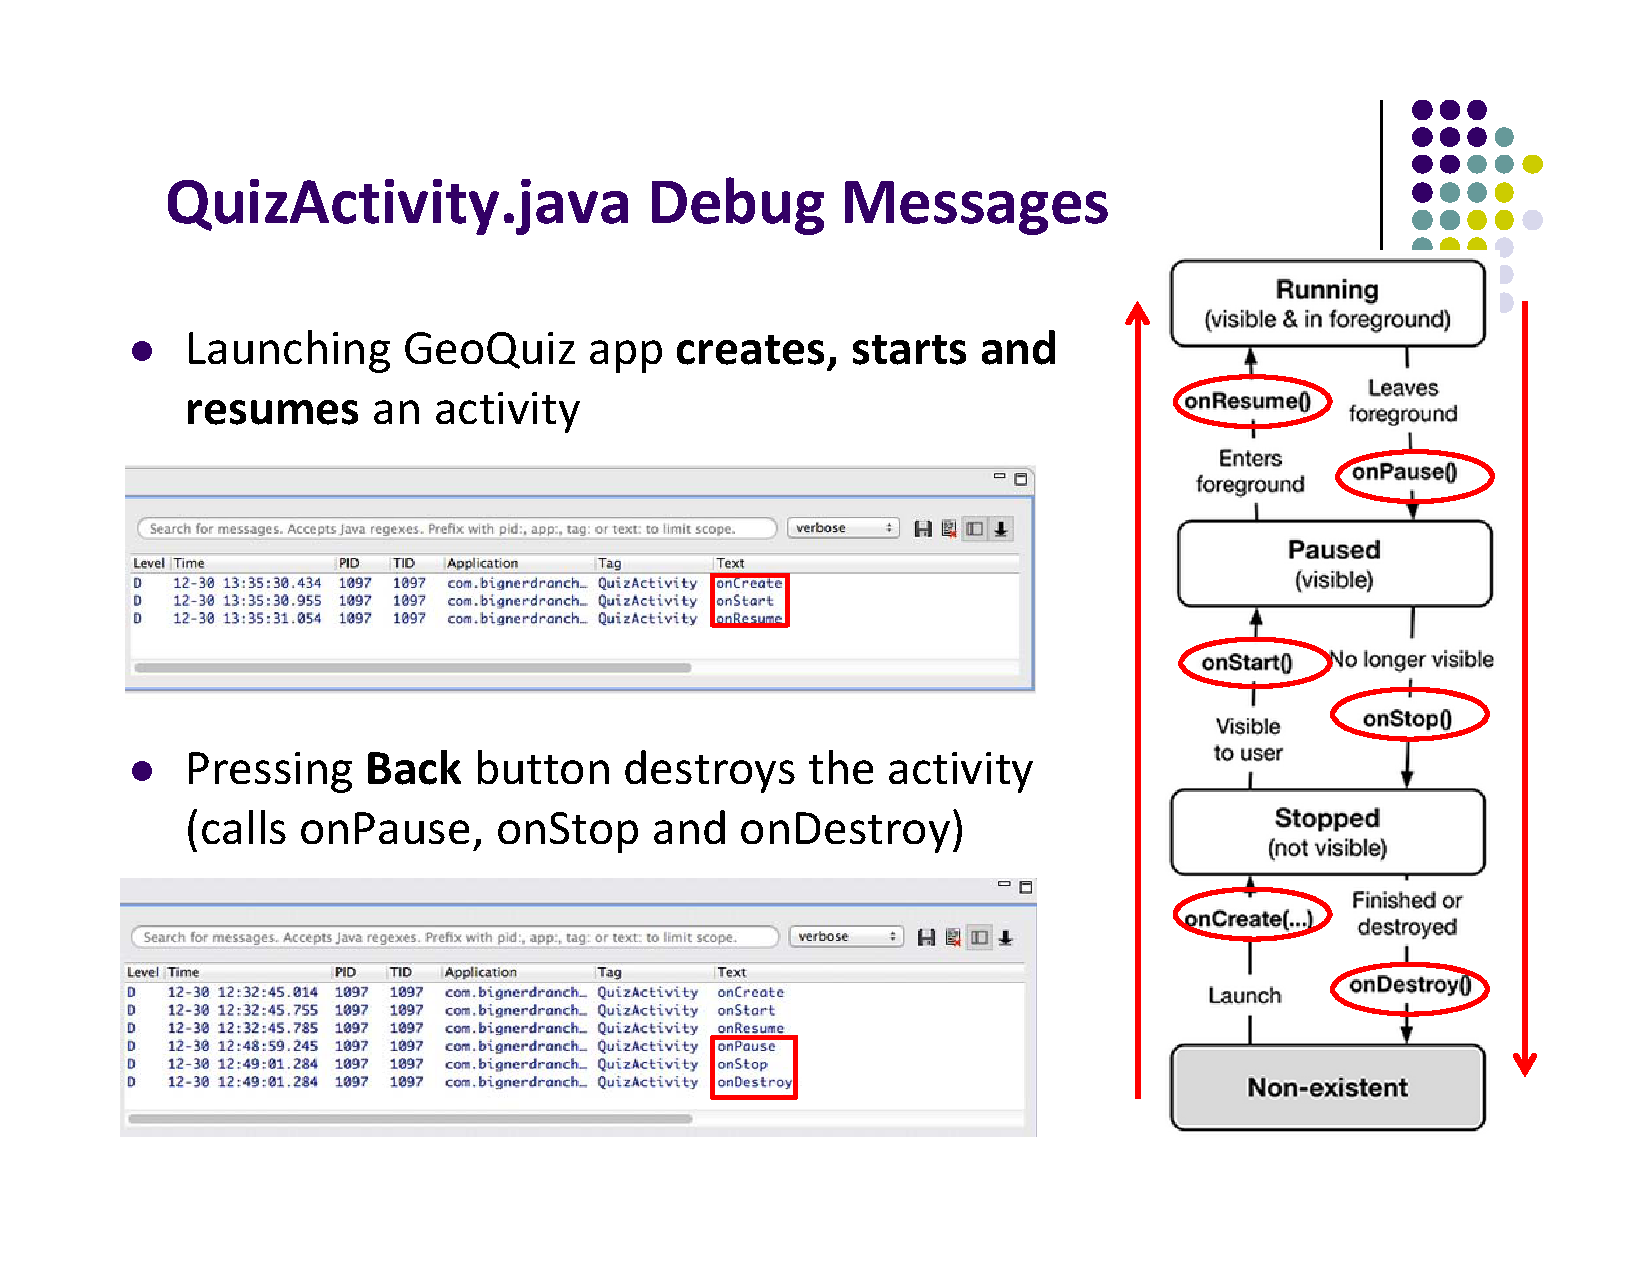 QuizActivity.java Debug Messages
Launching GeoQuiz app creates, starts and
resumes an activity
Search for messages. Accepts Java regexes. Prefix with pid:, app:, tag: or text: to limit scope.
verbose
Level Time PID TID Application Tag Text
D 12-30 13:35:30.434 1097 1097 com.bignerdranch… QuizActivity onCreate
D 12-30 13:35:30.955 1097 1097 com.bignerdranch… QuizActivity onStart
D 12-30 13:35:31.054 1097 1097 com.bignerdranch… QuizActivity onResume
Pressing Back button destroys the activity
(calls onPause, onStop and onDestroy)
Search for messages. Accepts Java regexes. Prefix with pid:, app:, tag: or text: to limit scope.
verbose
Level Time PID TID Application Tag Text
D 12-30 12:32:45.014 1097 1097 com.bignerdranch… QuizActivity onCreate
D 12-30 12:32:45.755 1097 1097 com.bignerdranch… QuizActivity onStart
D 12-30 12:32:45.785 1097 1097 com.bignerdranch… QuizActivity onResume
D 12-30 12:48:59.245 1097 1097 com.bignerdranch… QuizActivity onPause
D 12-30 12:49:01.284 1097 1097 com.bignerdranch… QuizActivity onStop
D 12-30 12:49:01.284 1097 1097 com.bignerdranch… QuizActivity onDestroy
Running
(visible & in foreground)
onResume()
Leaves
foreground
Enters
foreground
onPause()
Paused
(visible)
onStart()
No longer visible
Visible
to user
onStop()
Stopped
(not visible)
onCreate(...)
Finished or
destroyed
Launch
onDestroy()
Non-existent